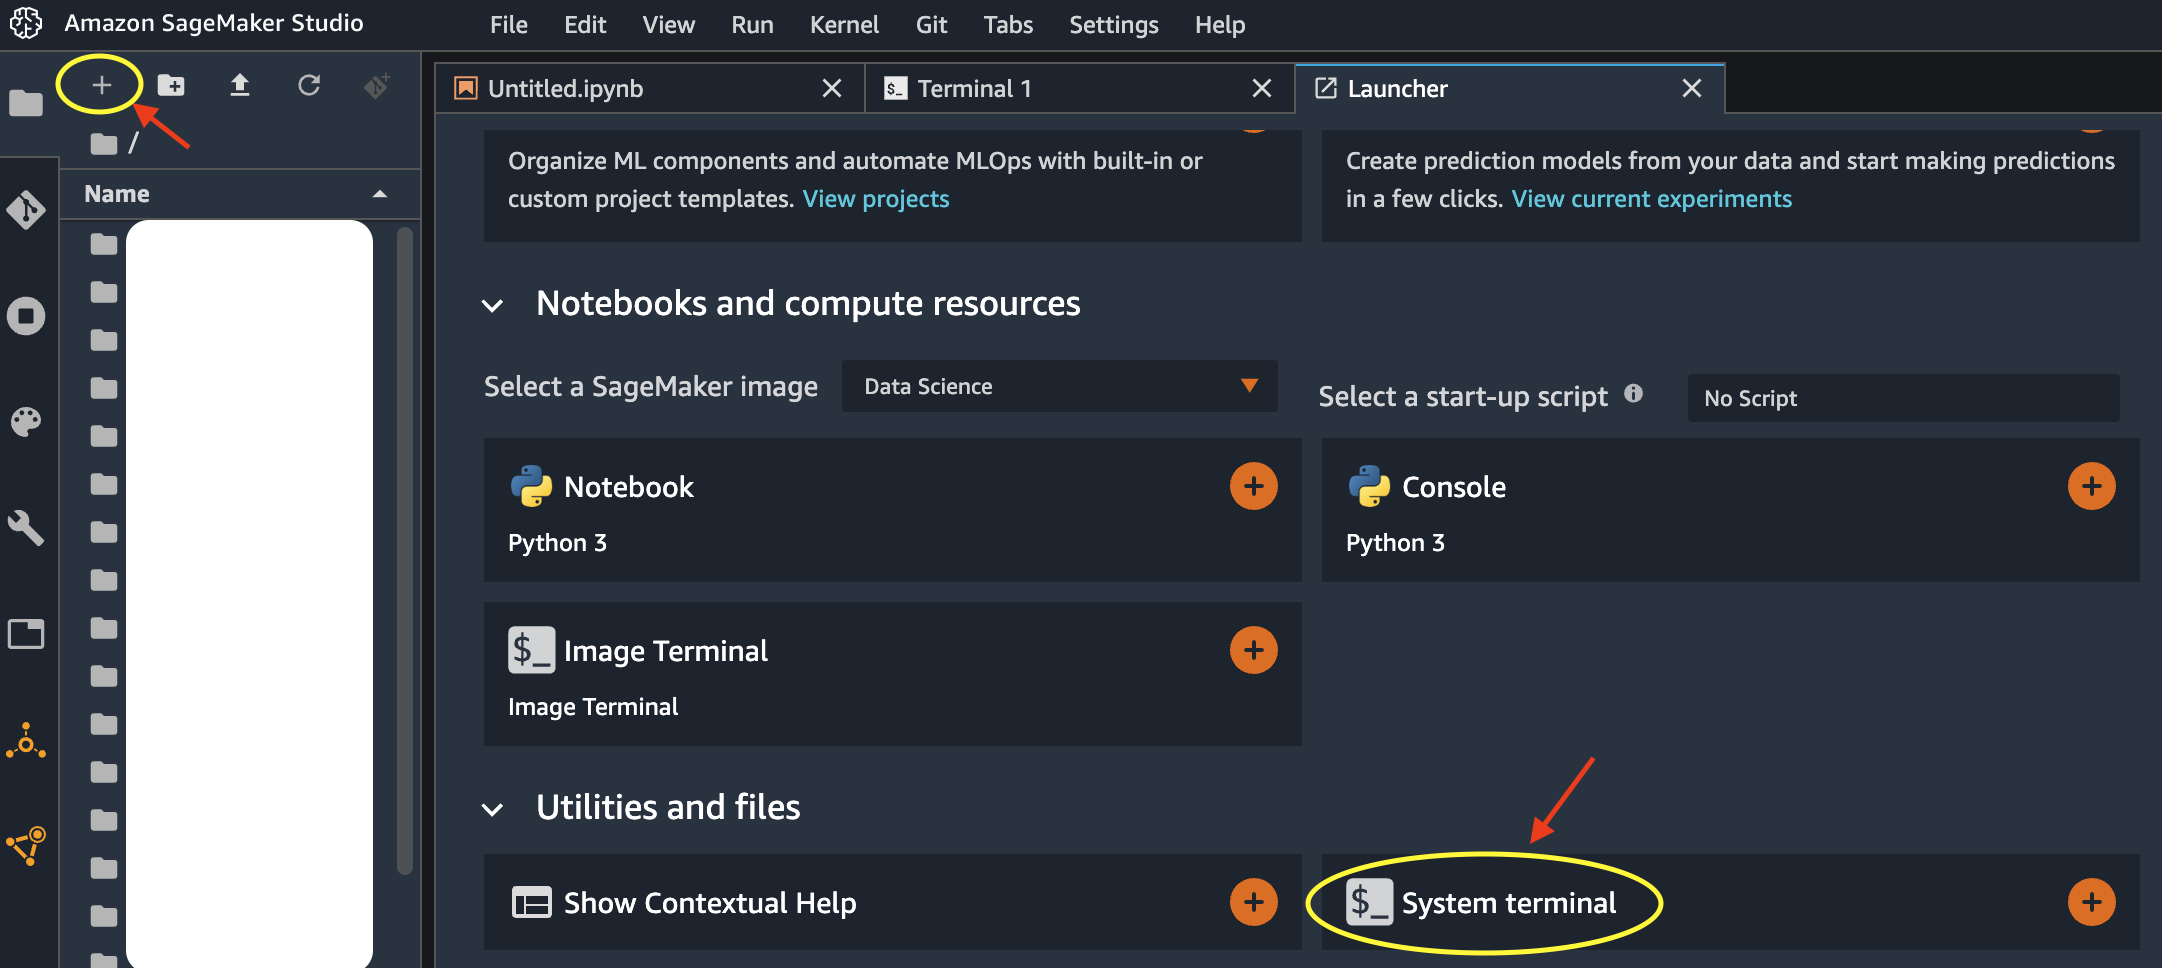 Amazon SageMaker Studio
File Edit View Run Kernel Git Tabs Settings Help
/
Name
Untitled.ipynb
$_ Terminal 1
Launcher
Organize ML components and automate MLOps with built-in or
custom project templates. View projects
Create prediction models from your data and start making predictions
in a few clicks. View current experiments
Notebooks and compute resources
Select a SageMaker image
Data Science
Select a start-up script
No Script
Notebook
Python 3
Console
Python 3
$_ Image Terminal
Image Terminal
Utilities and files
Show Contextual Help
$_ System terminal